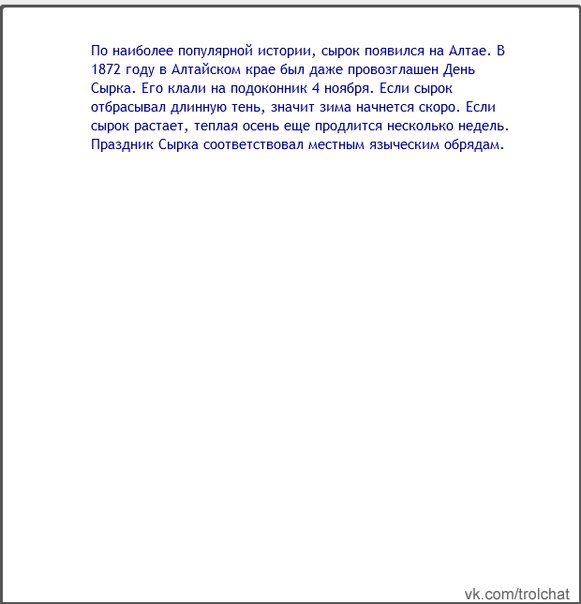 По наиболее популярной истории, сырок появился на Алтае. В
1872 году в Алтайском крае был даже провозглашен День
Сырка. Его клали на подоконник 4 ноября. Если сырок
отбрасывал длинную тень, значит зима начнется скоро. Если
сырок растает, теплая осень еще продлится несколько недель.
Праздник Сырка соответствовал местным языческим обрядам.
vk.com/trolchat